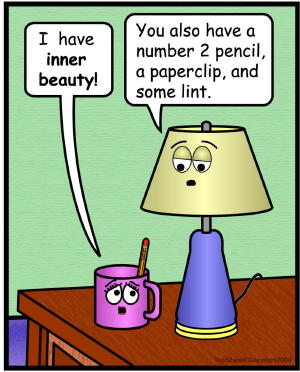 I have
inner
beauty!
You also have a
number 2 pencil,
a paperclip, and
some lint.